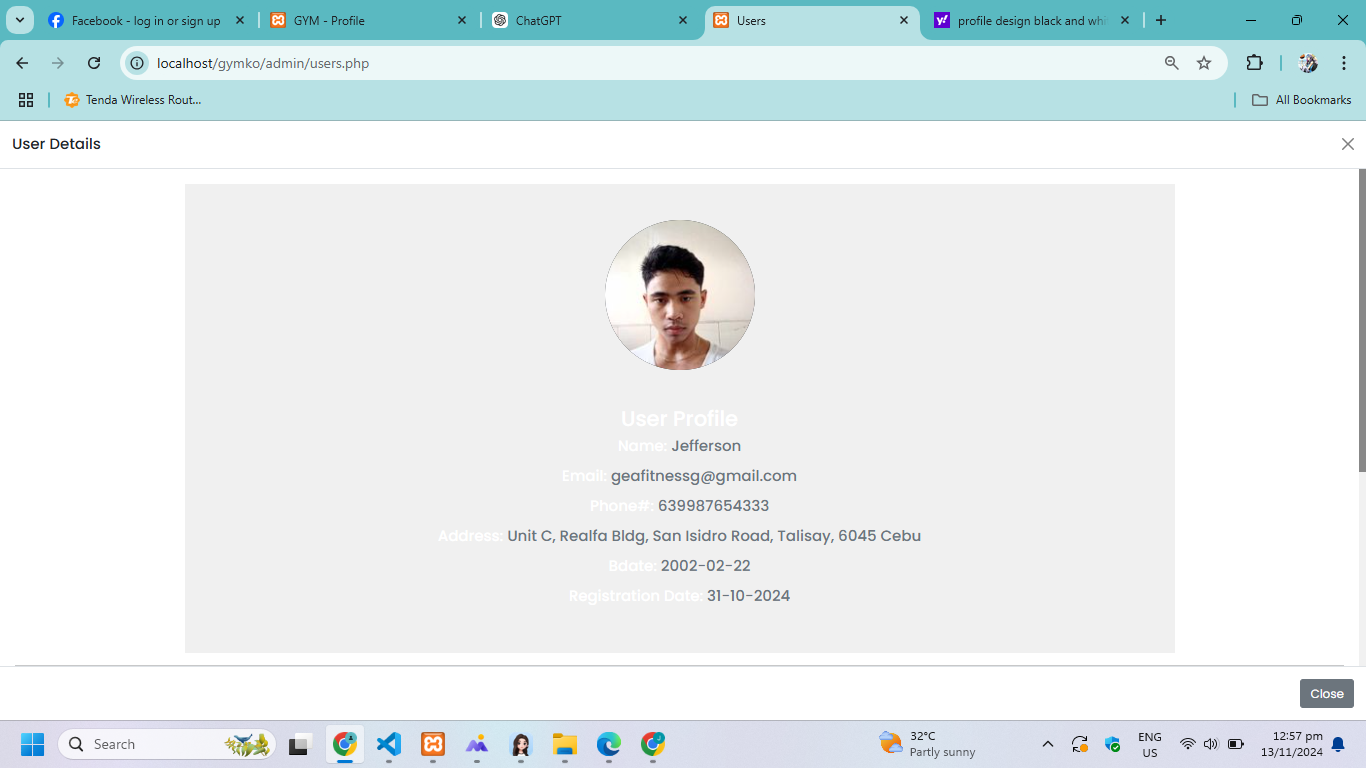 Facebook - log in or sign up
GYM - Profile
ChatGPT
Users
profile design black and whi
localhost/gymko/admin/users.php
Tenda Wireless Rout...
All Bookmarks
User Details
User Profile
Name: Jefferson
Email: geafitnessg@gmail.com
Phone#: 639987654333
Address: Unit C, Realfa Bldg, San Isidro Road, Talisay, 6045 Cebu
Bdate: 2002-02-22
Registration Date: 31-10-2024
Close
Search
32°C
Partly sunny
ENG
US
12:57 pm
13/11/2024